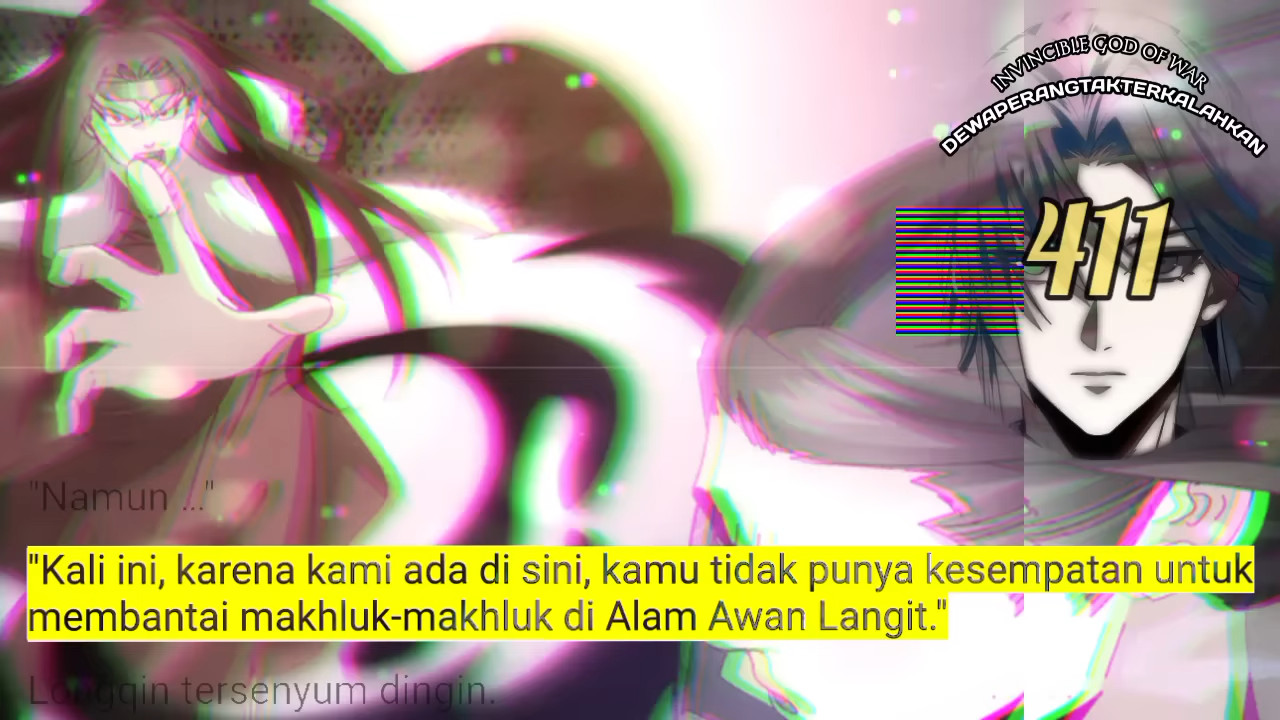 INVINCIBLE GOD OF WAR
DEWAPERANGTAKTERKALAHKAN
411
"Namun ..."
"Kali ini, karena kami ada di sini, kamu tidak punya kesempatan untuk
membantai makhluk-makhluk di Alam Awan Langit."
Longqin tersenyum dingin.